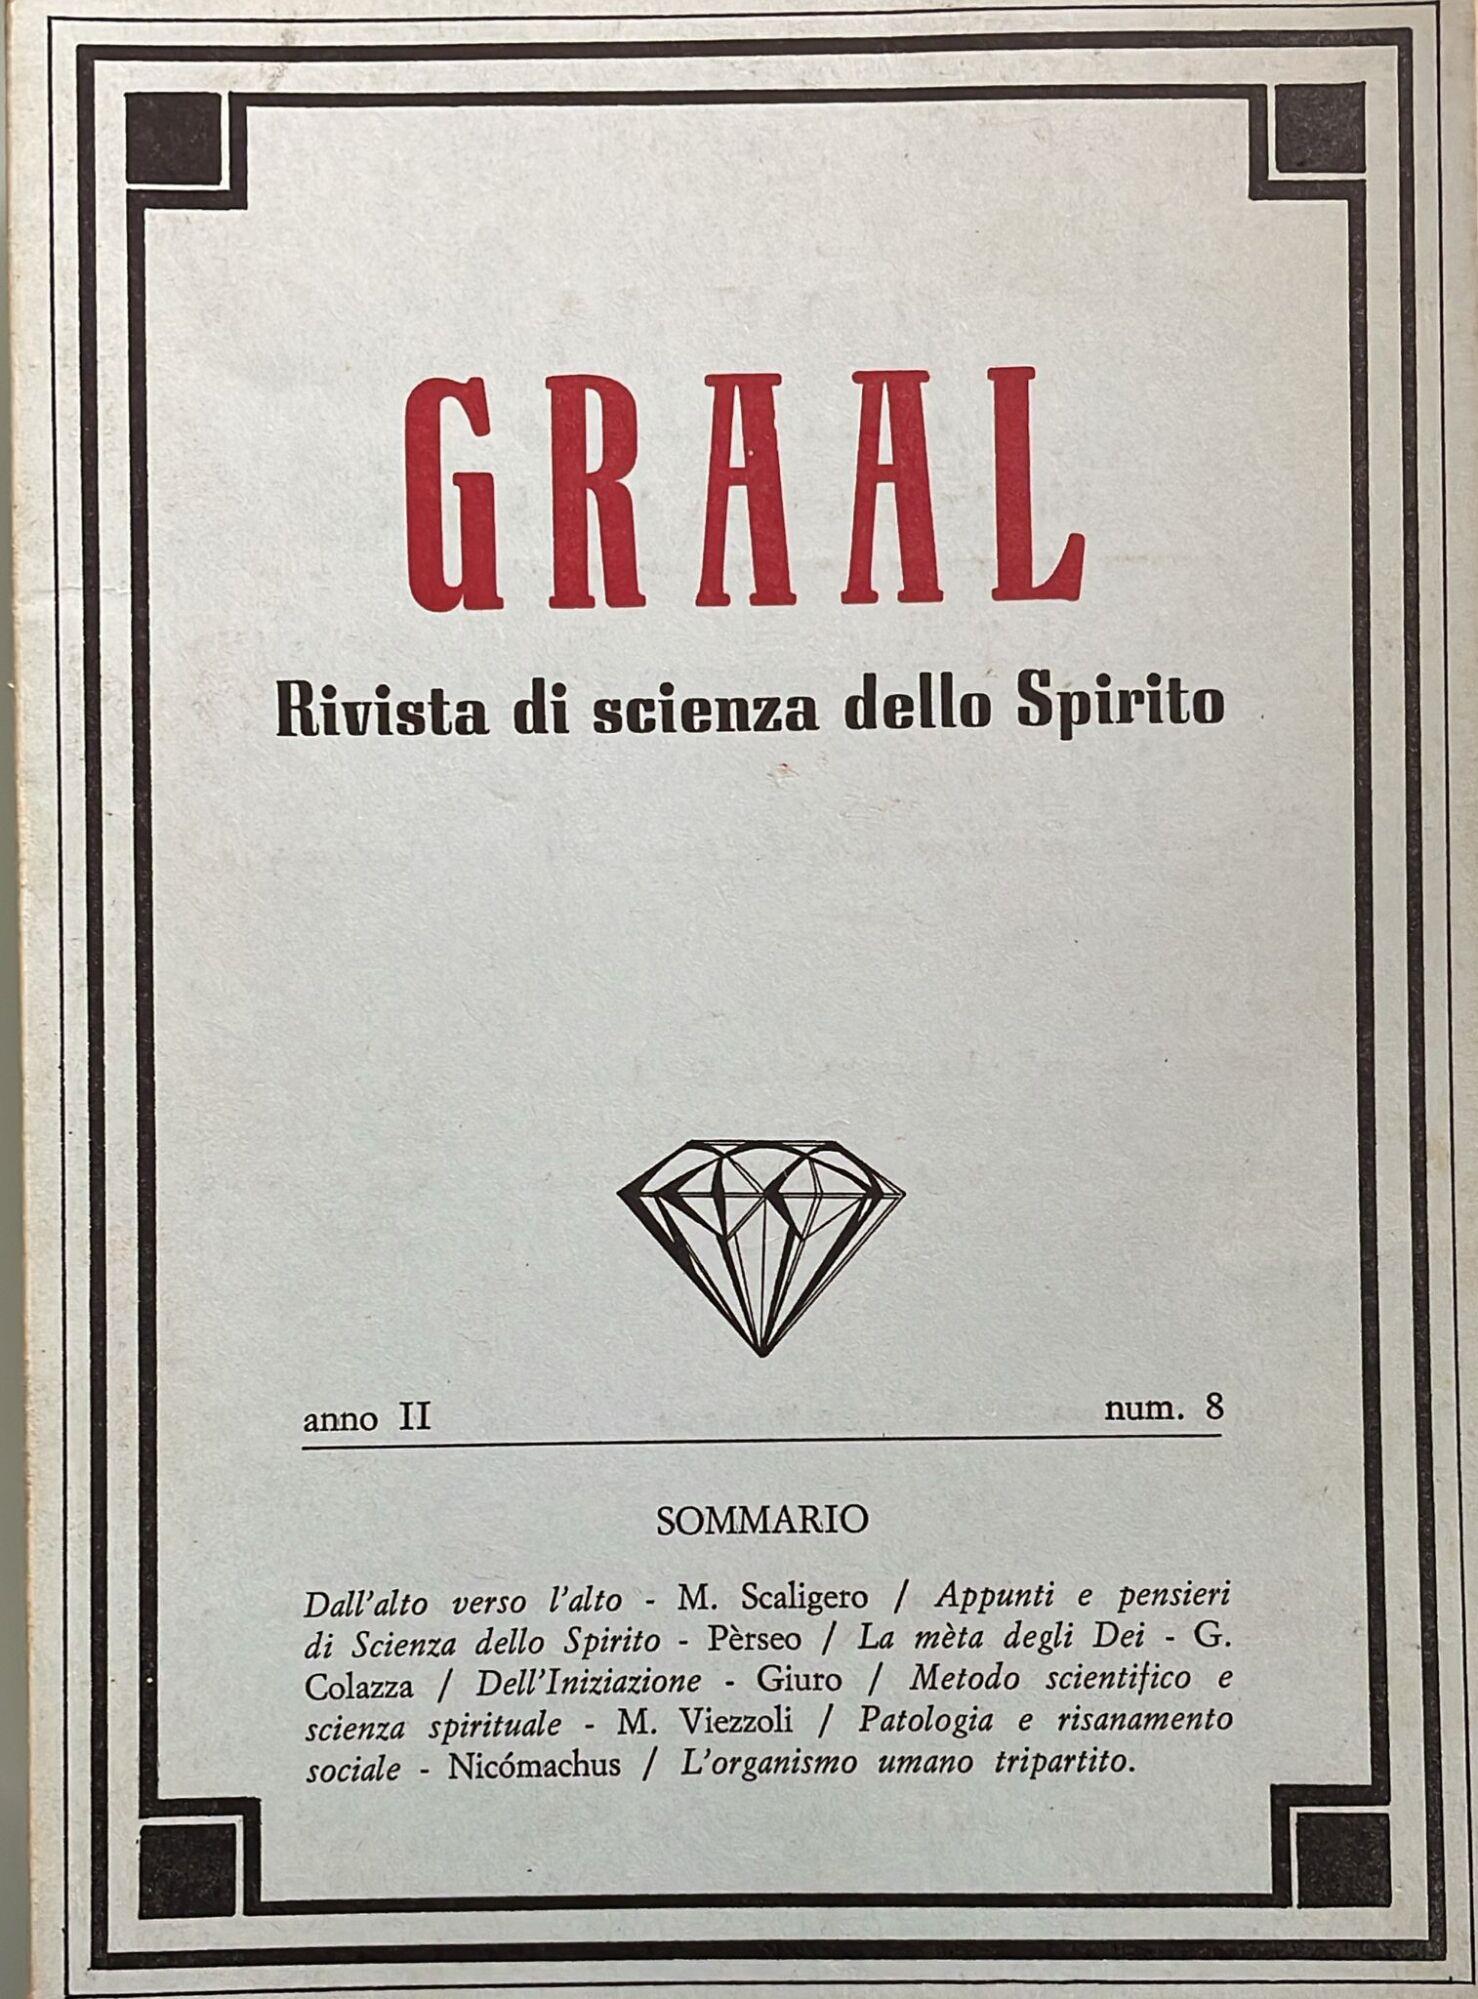 GRAAL
Rivista di scienza dello Spirito
anno II num. 8
SOMMARIO
Dall'alto verso l'alto - M. Scaligero / Appunti e pensieri
di Scienza dello Spirito - Pèrseo / La mèta degli Dei - G.
Colazza / Dell'Iniziazione - Giuro / Metodo scientifico e
scienza spirituale - M. Viezzoli / Patologia e risanamento
sociale - Nicómachus / L'organismo umano tripartito.